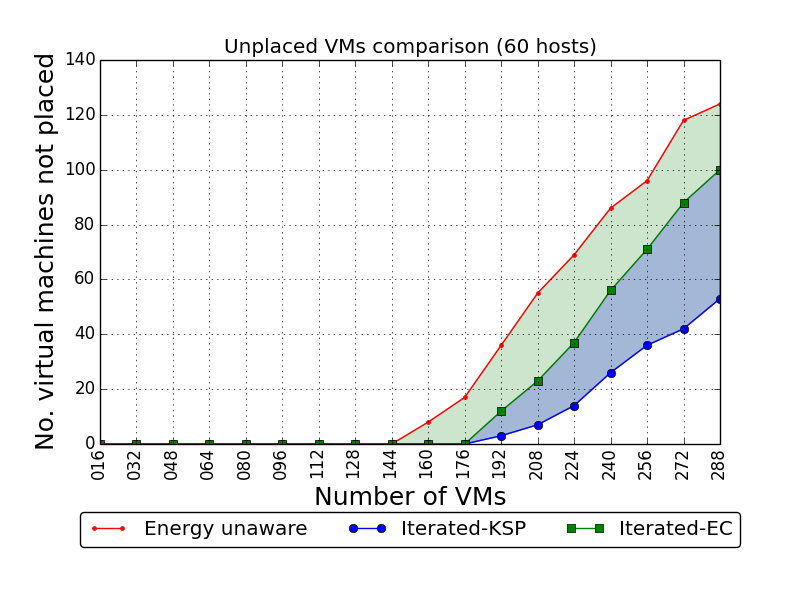 Unplaced VMs comparison (60 hosts)
No. virtual machines not placed
140
120
100
80
60
40
20
0
016 032 048 064 080 096 112 128 144 160 176 192 208 224 240 256 272 288
Number of VMs
Energy unaware Iterated-KSP Iterated-EC